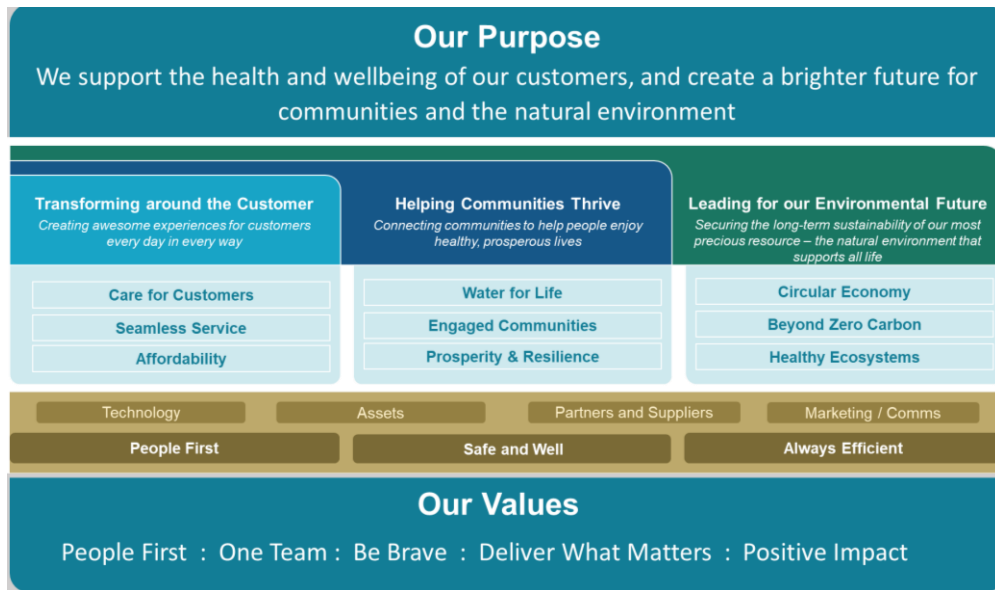 Our Purpose
We support the health and wellbeing of our customers, and create a brighter future for
communities and the natural environment
Transforming around the Customer
Creating awesome experiences for customers
every day in every way
Helping Communities Thrive
Connecting communities to help people enjoy
healthy, prosperous lives
Leading for our Environmental Future
Securing the long-term sustainability of our most
precious resource – the natural environment that
supports all life
Care for Customers
Seamless Service
Affordability
Water for Life
Engaged Communities
Prosperity & Resilience
Circular Economy
Beyond Zero Carbon
Healthy Ecosystems
Technology
Assets
Partners and Suppliers
Marketing / Comms
People First
Safe and Well
Always Efficient
Our Values
People First : One Team : Be Brave : Deliver What Matters : Positive Impact